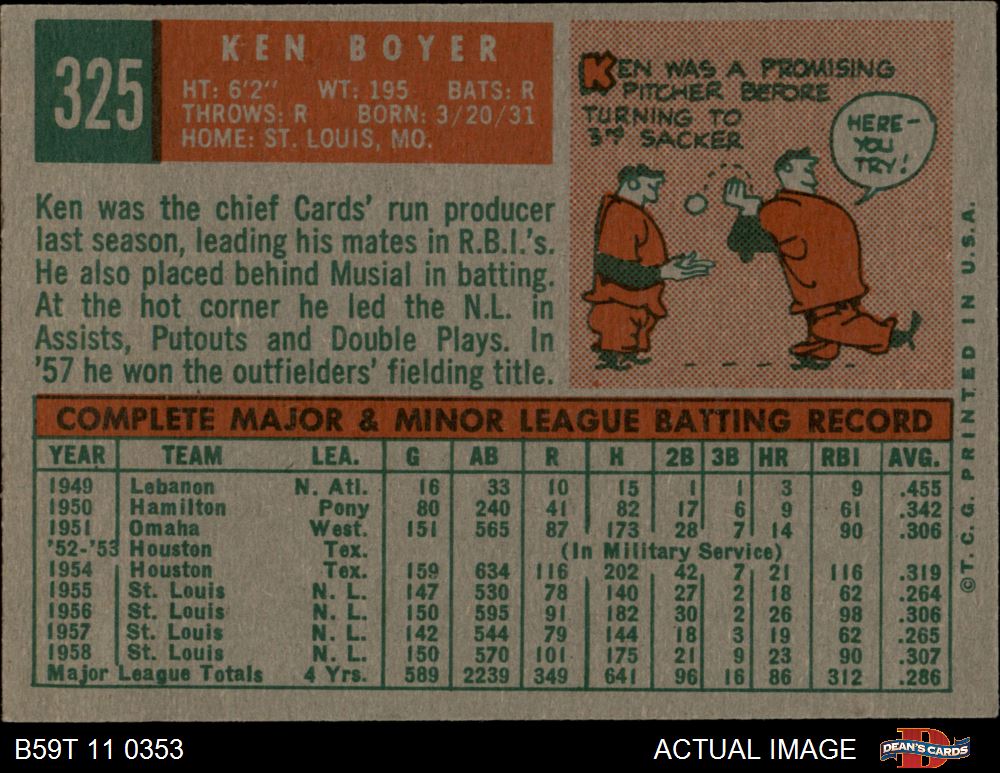 325
KEN BOYER
HT: 6'2" WT: 195 BATS: R
THROWS: R BORN: 3/20/31
HOME: ST. LOUIS, MO.
KEN WAS A PROMISING
PITCHER BEFORE
TURNING TO
3RD SACKER
HERE-
YOU
TRY!
Ken was the chief Cards' run producer
last season, leading his mates in R.B.I.'s.
He also placed behind Musial in batting.
At the hot corner he led the N.L. in
Assists, Putouts and Double Plays. In
'57 he won the outfielders' fielding title.
COMPLETE MAJOR & MINOR LEAGUE BATTING RECORD
YEAR TEAM LEA. G AB R H 2B 3B HR RBI AVG.
1949 Lebanon N. Atl. 16 33 10 15 1 1 3 9 .455
1950 Hamilton Pony 80 240 41 82 17 6 9 61 .342
1951 Omaha West. 151 565 87 173 28 7 14 90 .306
'52-'53 Houston Tex. (In Military Service)
1954 Houston Tex. 159 634 116 202 42 7 21 116 .319
1955 St. Louis N. L. 147 530 78 140 27 2 18 62 .264
1956 St. Louis N. L. 150 595 91 182 30 2 26 98 .306
1957 St. Louis N. L. 142 544 79 144 18 3 19 62 .265
1958 St. Louis N. L. 150 570 101 175 21 9 23 90 .307
Major League Totals 4 Yrs. 589 2239 349 641 96 16 86 312 .286
©T.C.G. PRINTED IN U.S.A.
B59T 11 0353
ACTUAL IMAGE
D
DEAN'S CARDS